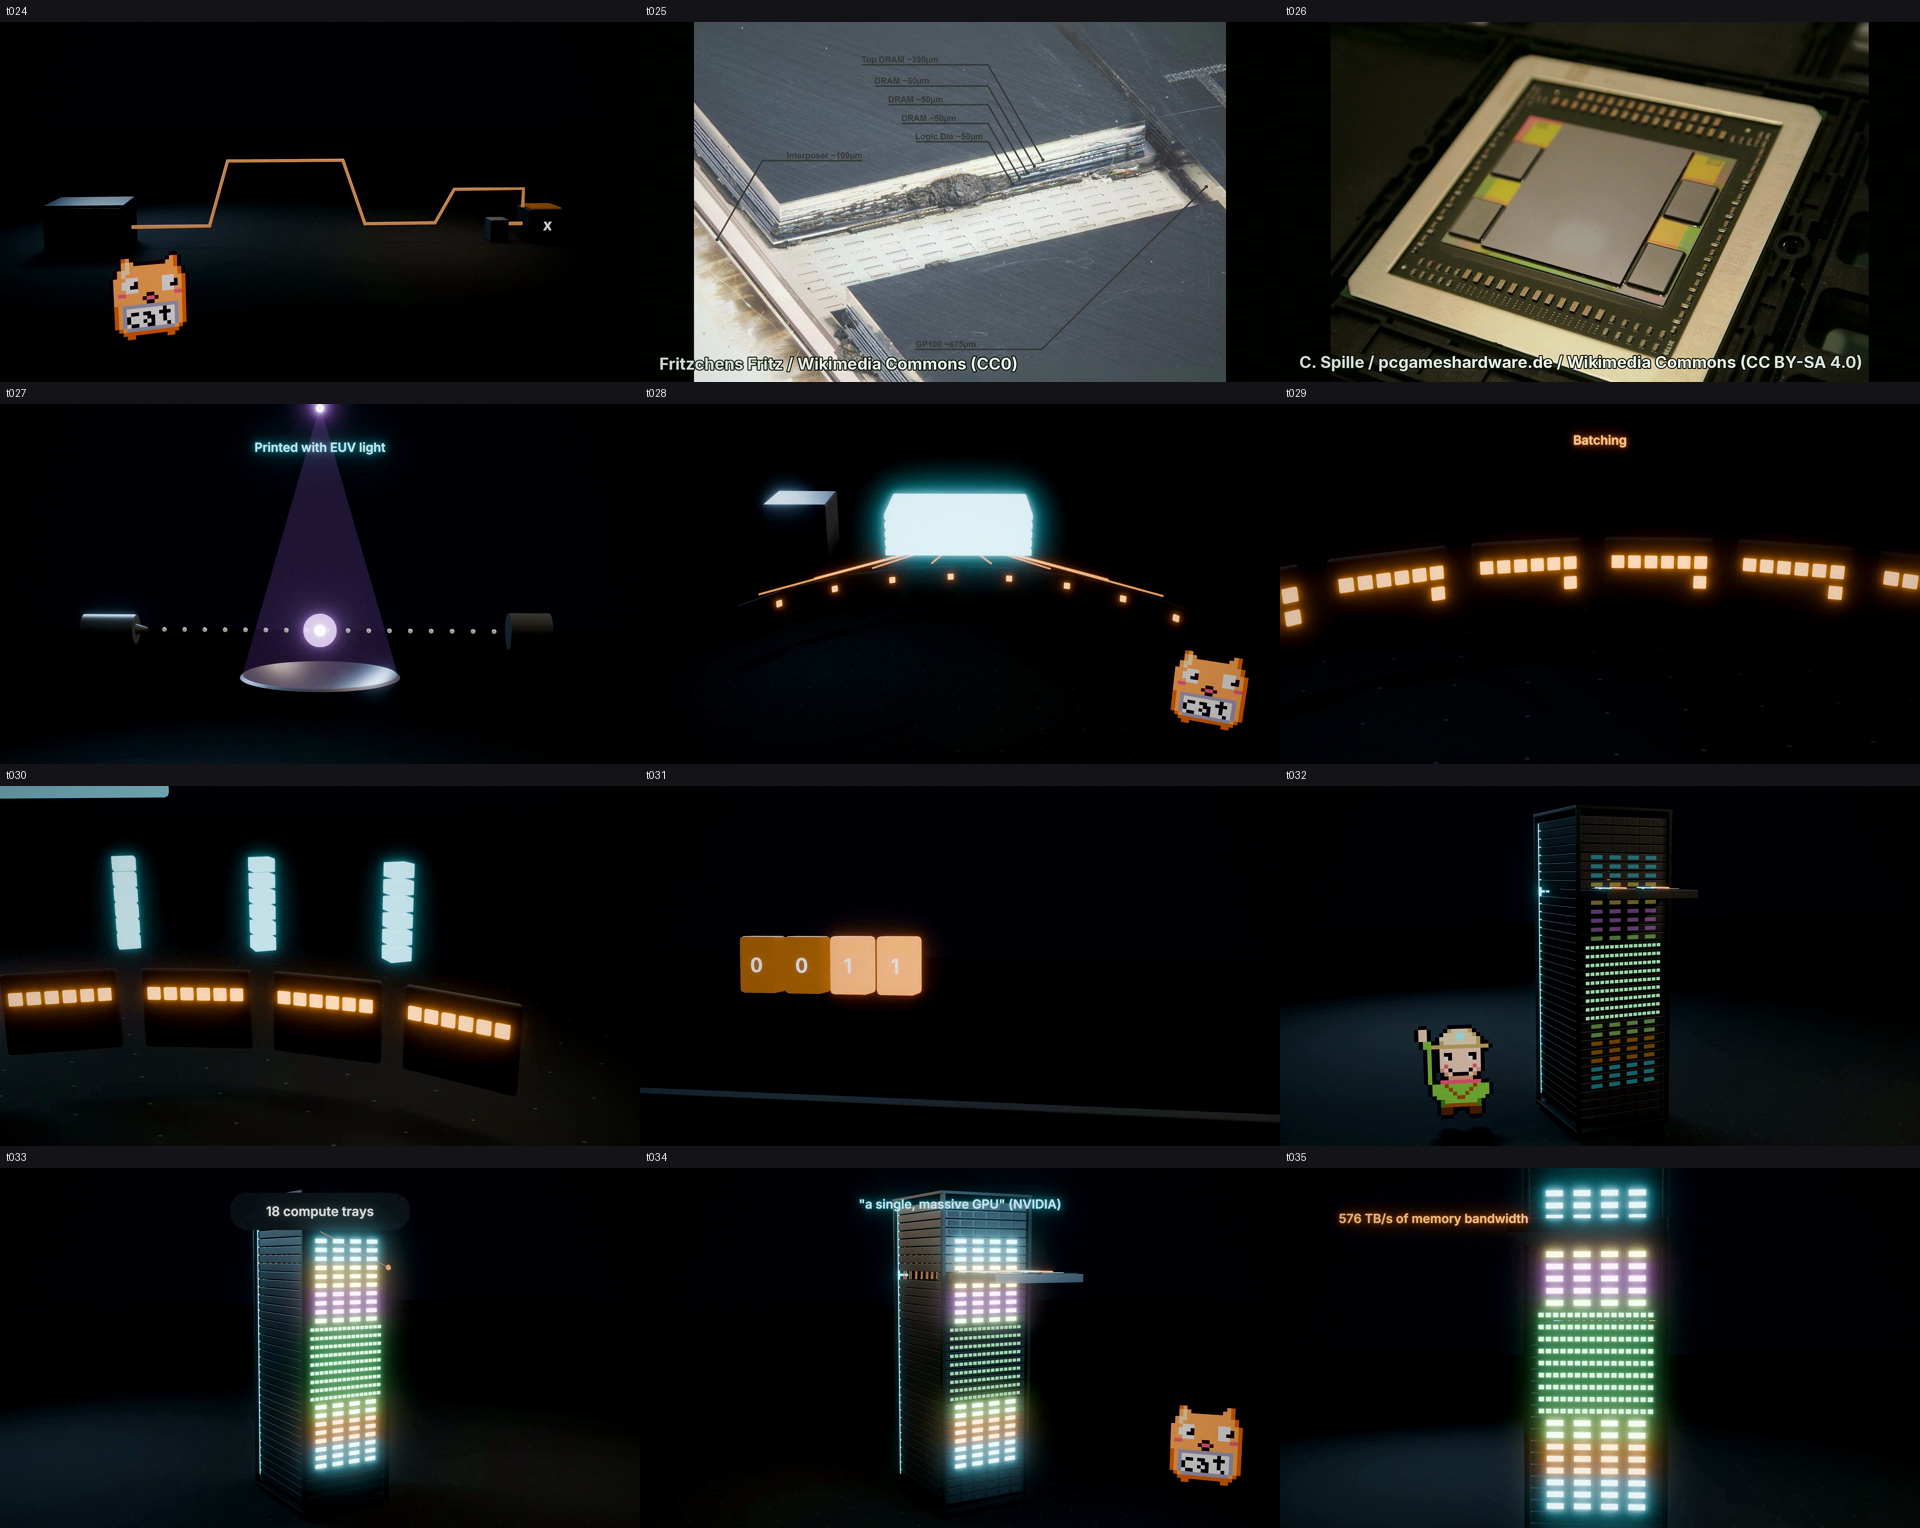 t024
t025
t026
x
cat
Top DRAM ~390µm
DRAM ~50µm
DRAM ~50µm
DRAM ~50µm
Logic Die ~50µm
Interposer ~100µm
GP100 ~675µm
Fritzchens Fritz / Wikimedia Commons (CC0)
C. Spille / pcgameshardware.de / Wikimedia Commons (CC BY-SA 4.0)
t027
t028
t029
Printed with EUV light
cat
Batching
t030
t031
t032
0 0 1 1
t033
t034
t035
18 compute trays
"a single, massive GPU" (NVIDIA)
cat
576 TB/s of memory bandwidth